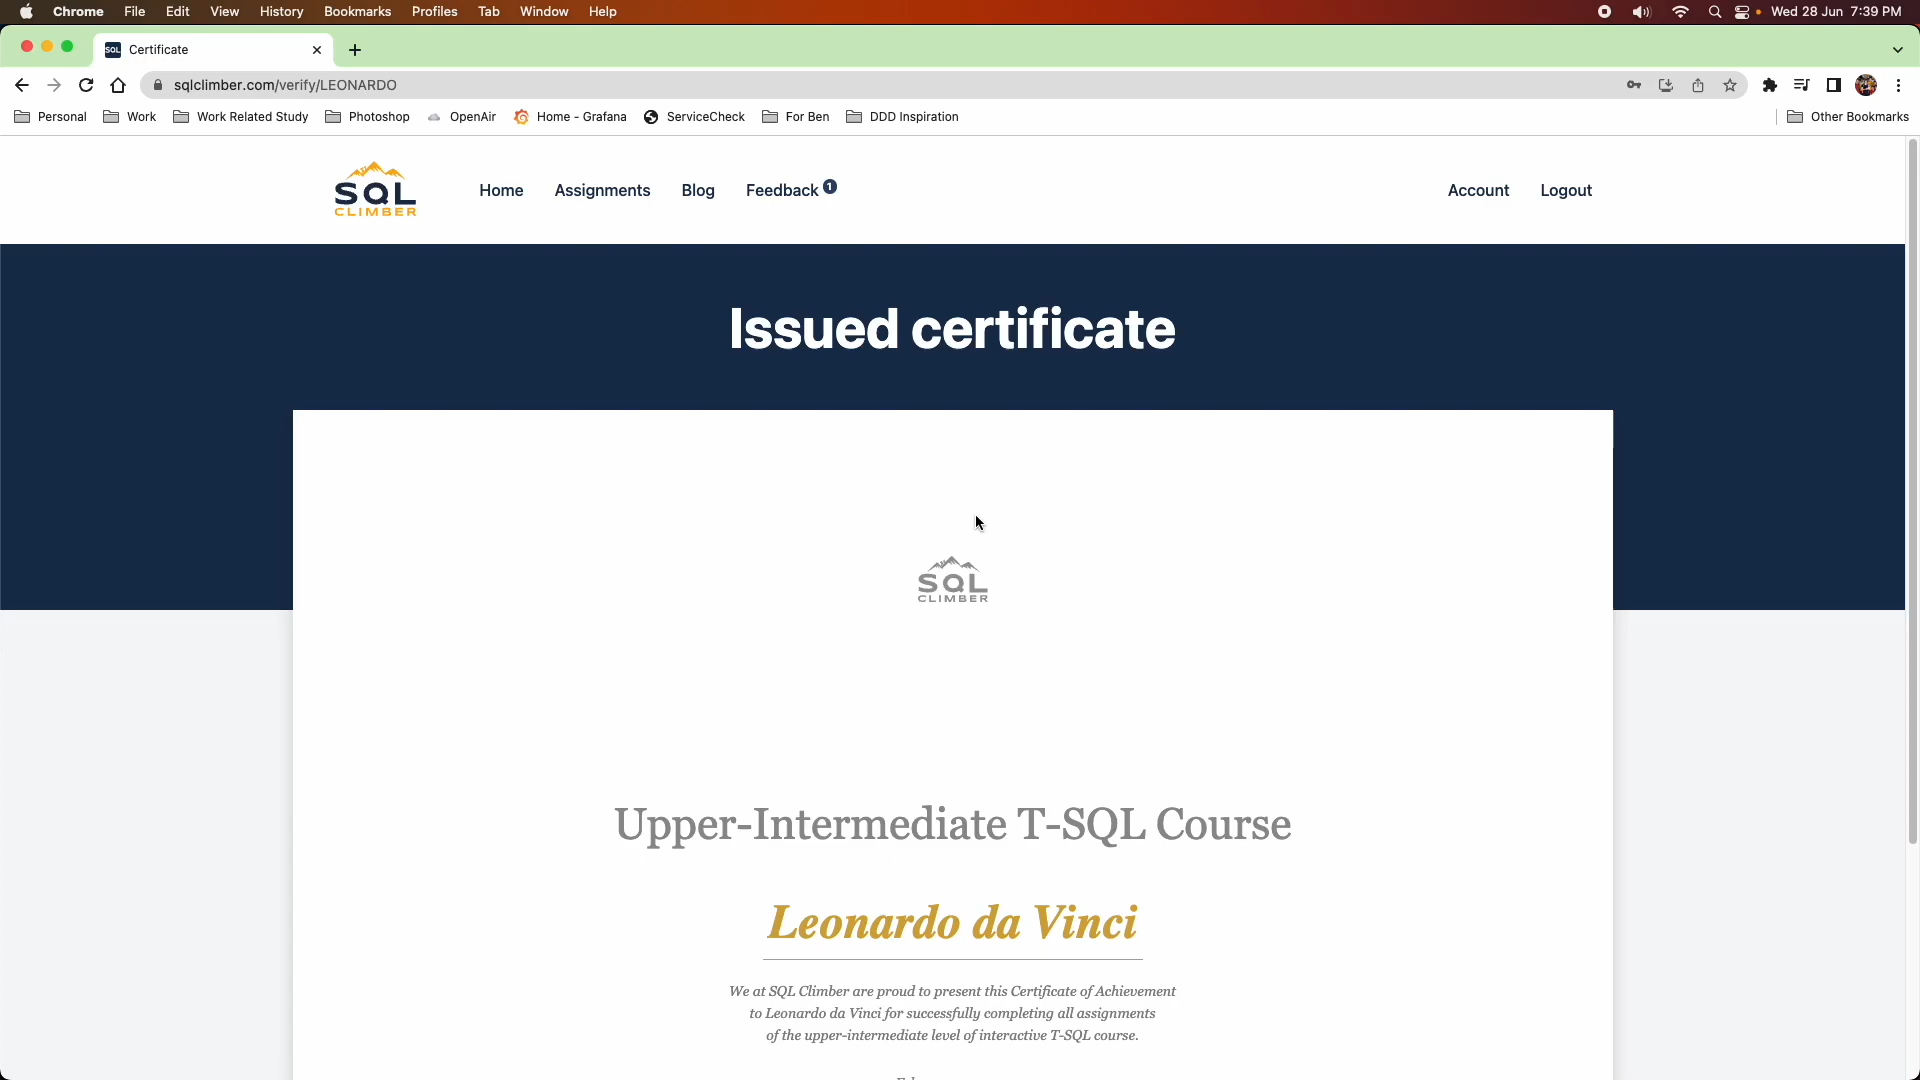 Chrome File Edit View History Bookmarks Profiles Tab Window Help Wed 28 Jun 7:39 PM
SQL Certificate
sqlclimber.com/verify/LEONARDO
Personal Work Work Related Study Photoshop OpenAir Home - Grafana ServiceCheck For Ben DDD Inspiration Other Bookmarks
SQL
CLIMBER
Home Assignments Blog Feedback 1 Account Logout
Issued certificate
SQL
CLIMBER
Upper-Intermediate T-SQL Course
Leonardo da Vinci
We at SQL Climber are proud to present this Certificate of Achievement
to Leonardo da Vinci for successfully completing all assignments
of the upper-intermediate level of interactive T-SQL course.